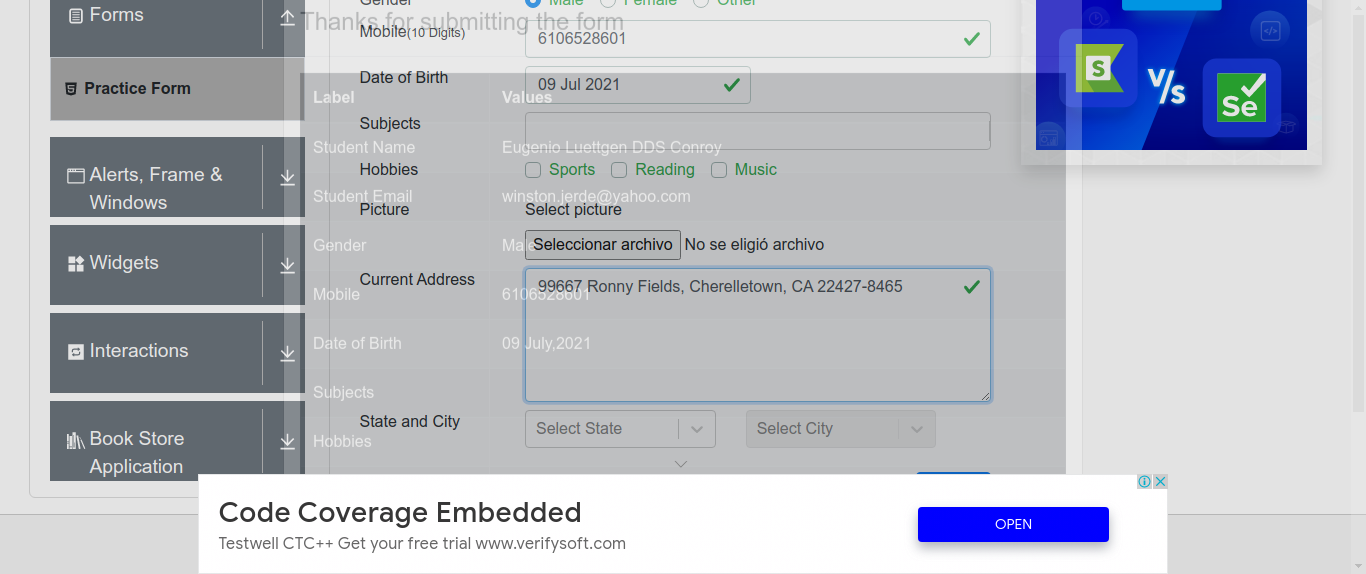 Forms
Practice Form
Alerts, Frame &
Windows
Widgets
Interactions
Book Store
Application
Thanks for submitting the form
Gender Male Female Other
Mobile(10 Digits) 6106528601
Date of Birth 09 Jul 2021
Subjects
Hobbies Sports Reading Music
Picture Select picture
Seleccionar archivo No se eligió archivo
Current Address 99667 Ronny Fields, Cherelletown, CA 22427-8465
State and City Select State Select City
Label Values
Student Name Eugenio Luettgen DDS Conroy
Student Email winston.jerde@yahoo.com
Gender Male
Mobile 6106528601
Date of Birth 09 July,2021
Subjects
Hobbies
S V/s Se
Code Coverage Embedded
Testwell CTC++ Get your free trial www.verifysoft.com
OPEN